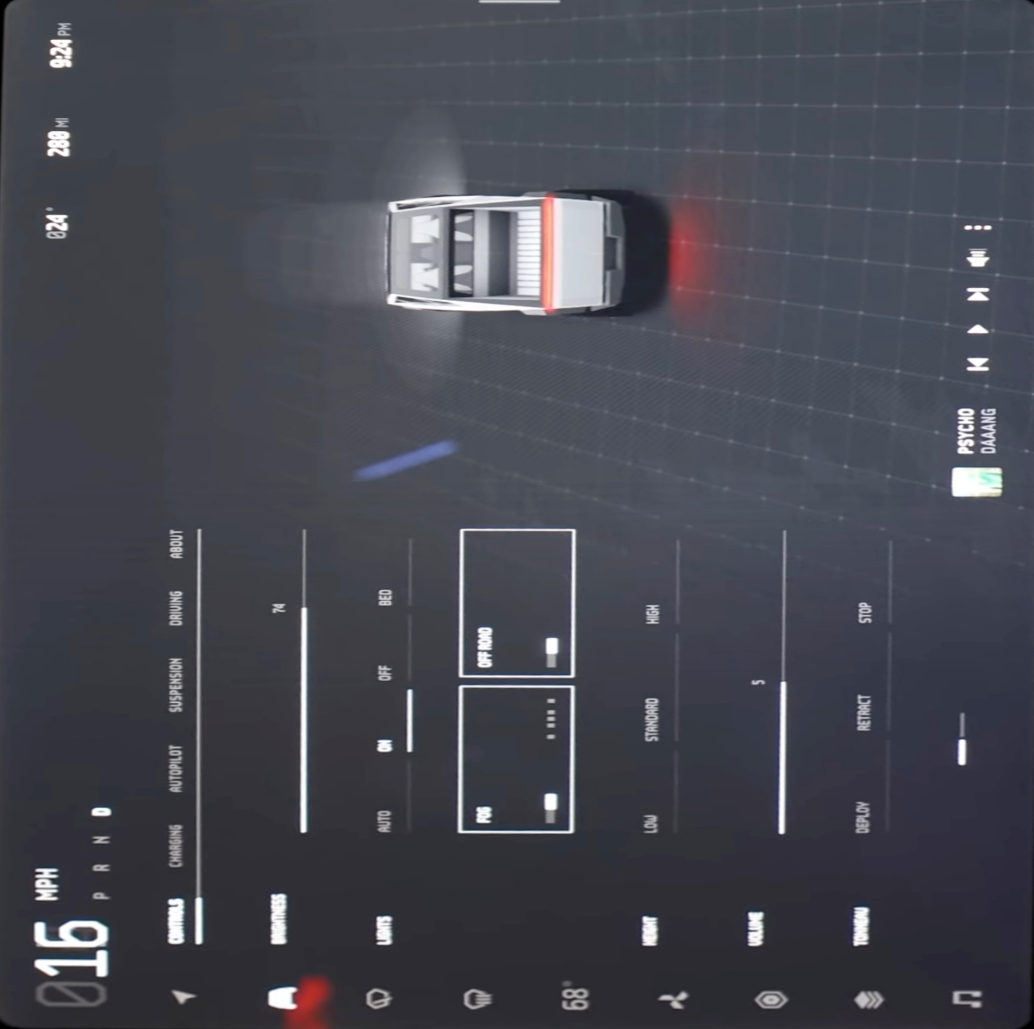 016 MPH
P R N D
024° 280 MI 9:24 PM
CONTROLS CHARGING AUTOPILOT SUSPENSION DRIVING ABOUT
BRIGHTNESS 74
LIGHTS AUTO ON OFF BED
FOG OFF ROAD
68°
HEIGHT LOW STANDARD HIGH
VOLUME 5
TONNEAU DEPLOY RETRACT STOP
PSYCHO
DAAANG